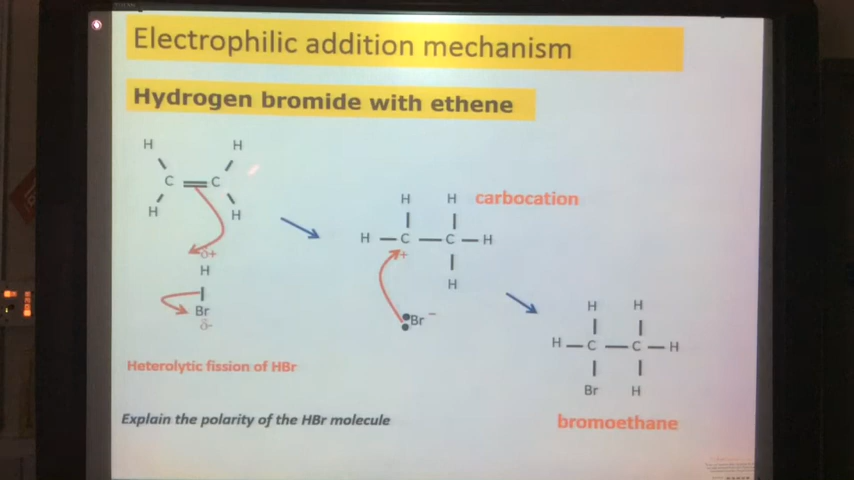 Electrophilic addition mechanism
Hydrogen bromide with ethene
H H
C C
H H
δ+
H
Br
δ-
Heterolytic fission of HBr
Explain the polarity of the HBr molecule
H H carbocation
H C C H
+
H
Br –
H H
H C C H
Br H
bromoethane